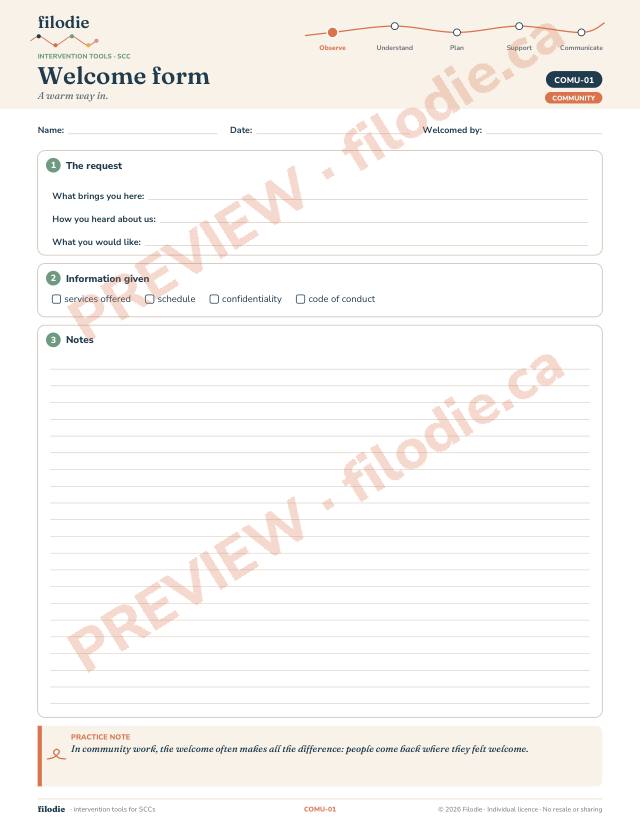 filodie
Observe Understand Plan Support Communicate
INTERVENTION TOOLS · SCC
Welcome form
A warm way in.
COMU-01
COMMUNITY
Name: Date: Welcomed by:
1 The request
What brings you here:
How you heard about us:
What you would like:
2 Information given
services offered schedule confidentiality code of conduct
3 Notes
PREVIEW · filodie.ca
PREVIEW · filodie.ca
PRACTICE NOTE
In community work, the welcome often makes all the difference: people come back where they felt welcome.
filodie · intervention tools for SCCs COMU-01 © 2026 Filodie · Individual licence · No resale or sharing